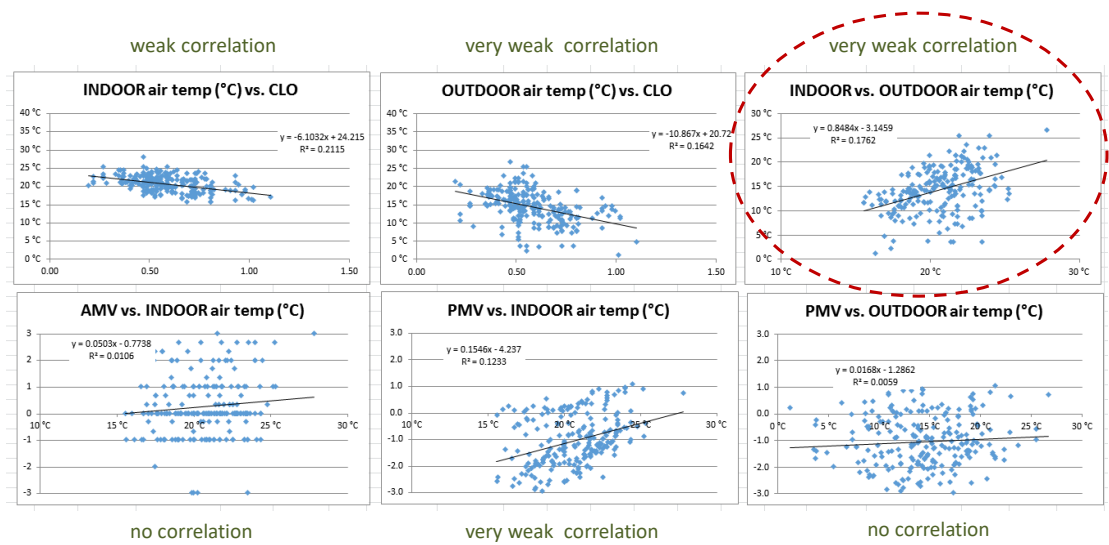 weak correlation
very weak  correlation
very weak correlation
INDOOR air temp (°C) vs. CLO
40 °C
35 °C
30 °C
25 °C
20 °C
15 °C
10 °C
5 °C
0 °C
y = -6.1032x + 24.215
R² = 0.2115
0.00 0.50 1.00 1.50
OUTDOOR air temp (°C) vs. CLO
40 °C
35 °C
30 °C
25 °C
20 °C
15 °C
10 °C
5 °C
0 °C
y = -10.867x + 20.72
R² = 0.1642
0.00 0.50 1.00 1.50
INDOOR vs. OUTDOOR air temp (°C)
30 °C
25 °C
20 °C
15 °C
10 °C
5 °C
0 °C
y = 0.8484x - 3.1459
R² = 0.1762
10 °C 20 °C 30 °C
AMV vs. INDOOR air temp (°C)
3
2
1
0
-1
-2
-3
y = 0.0503x - 0.7738
R² = 0.0106
10 °C 15 °C 20 °C 25 °C 30 °C
PMV vs. INDOOR air temp (°C)
3.0
2.0
1.0
0.0
-1.0
-2.0
-3.0
y = 0.1546x - 4.237
R² = 0.1233
10 °C 15 °C 20 °C 25 °C 30 °C
PMV vs. OUTDOOR air temp (°C)
3.0
2.0
1.0
0.0
-1.0
-2.0
-3.0
y = 0.0168x - 1.2862
R² = 0.0059
0 °C 5 °C 10 °C 15 °C 20 °C 25 °C 30 °C
no correlation
very weak  correlation
no correlation